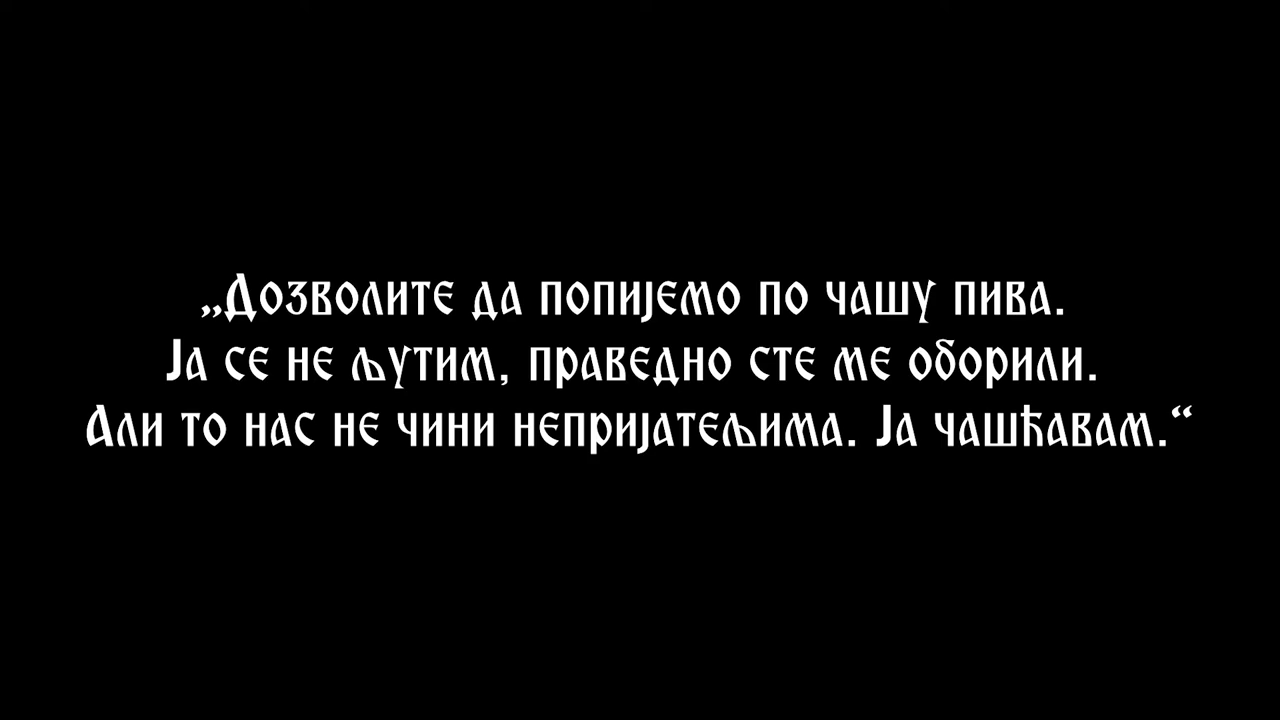 „Дозволите да попијемо по чашу пива.
Ја се не љутим, праведно сте ме оборили.
Али то нас не чини непријатељима. Ја чашћавам.“